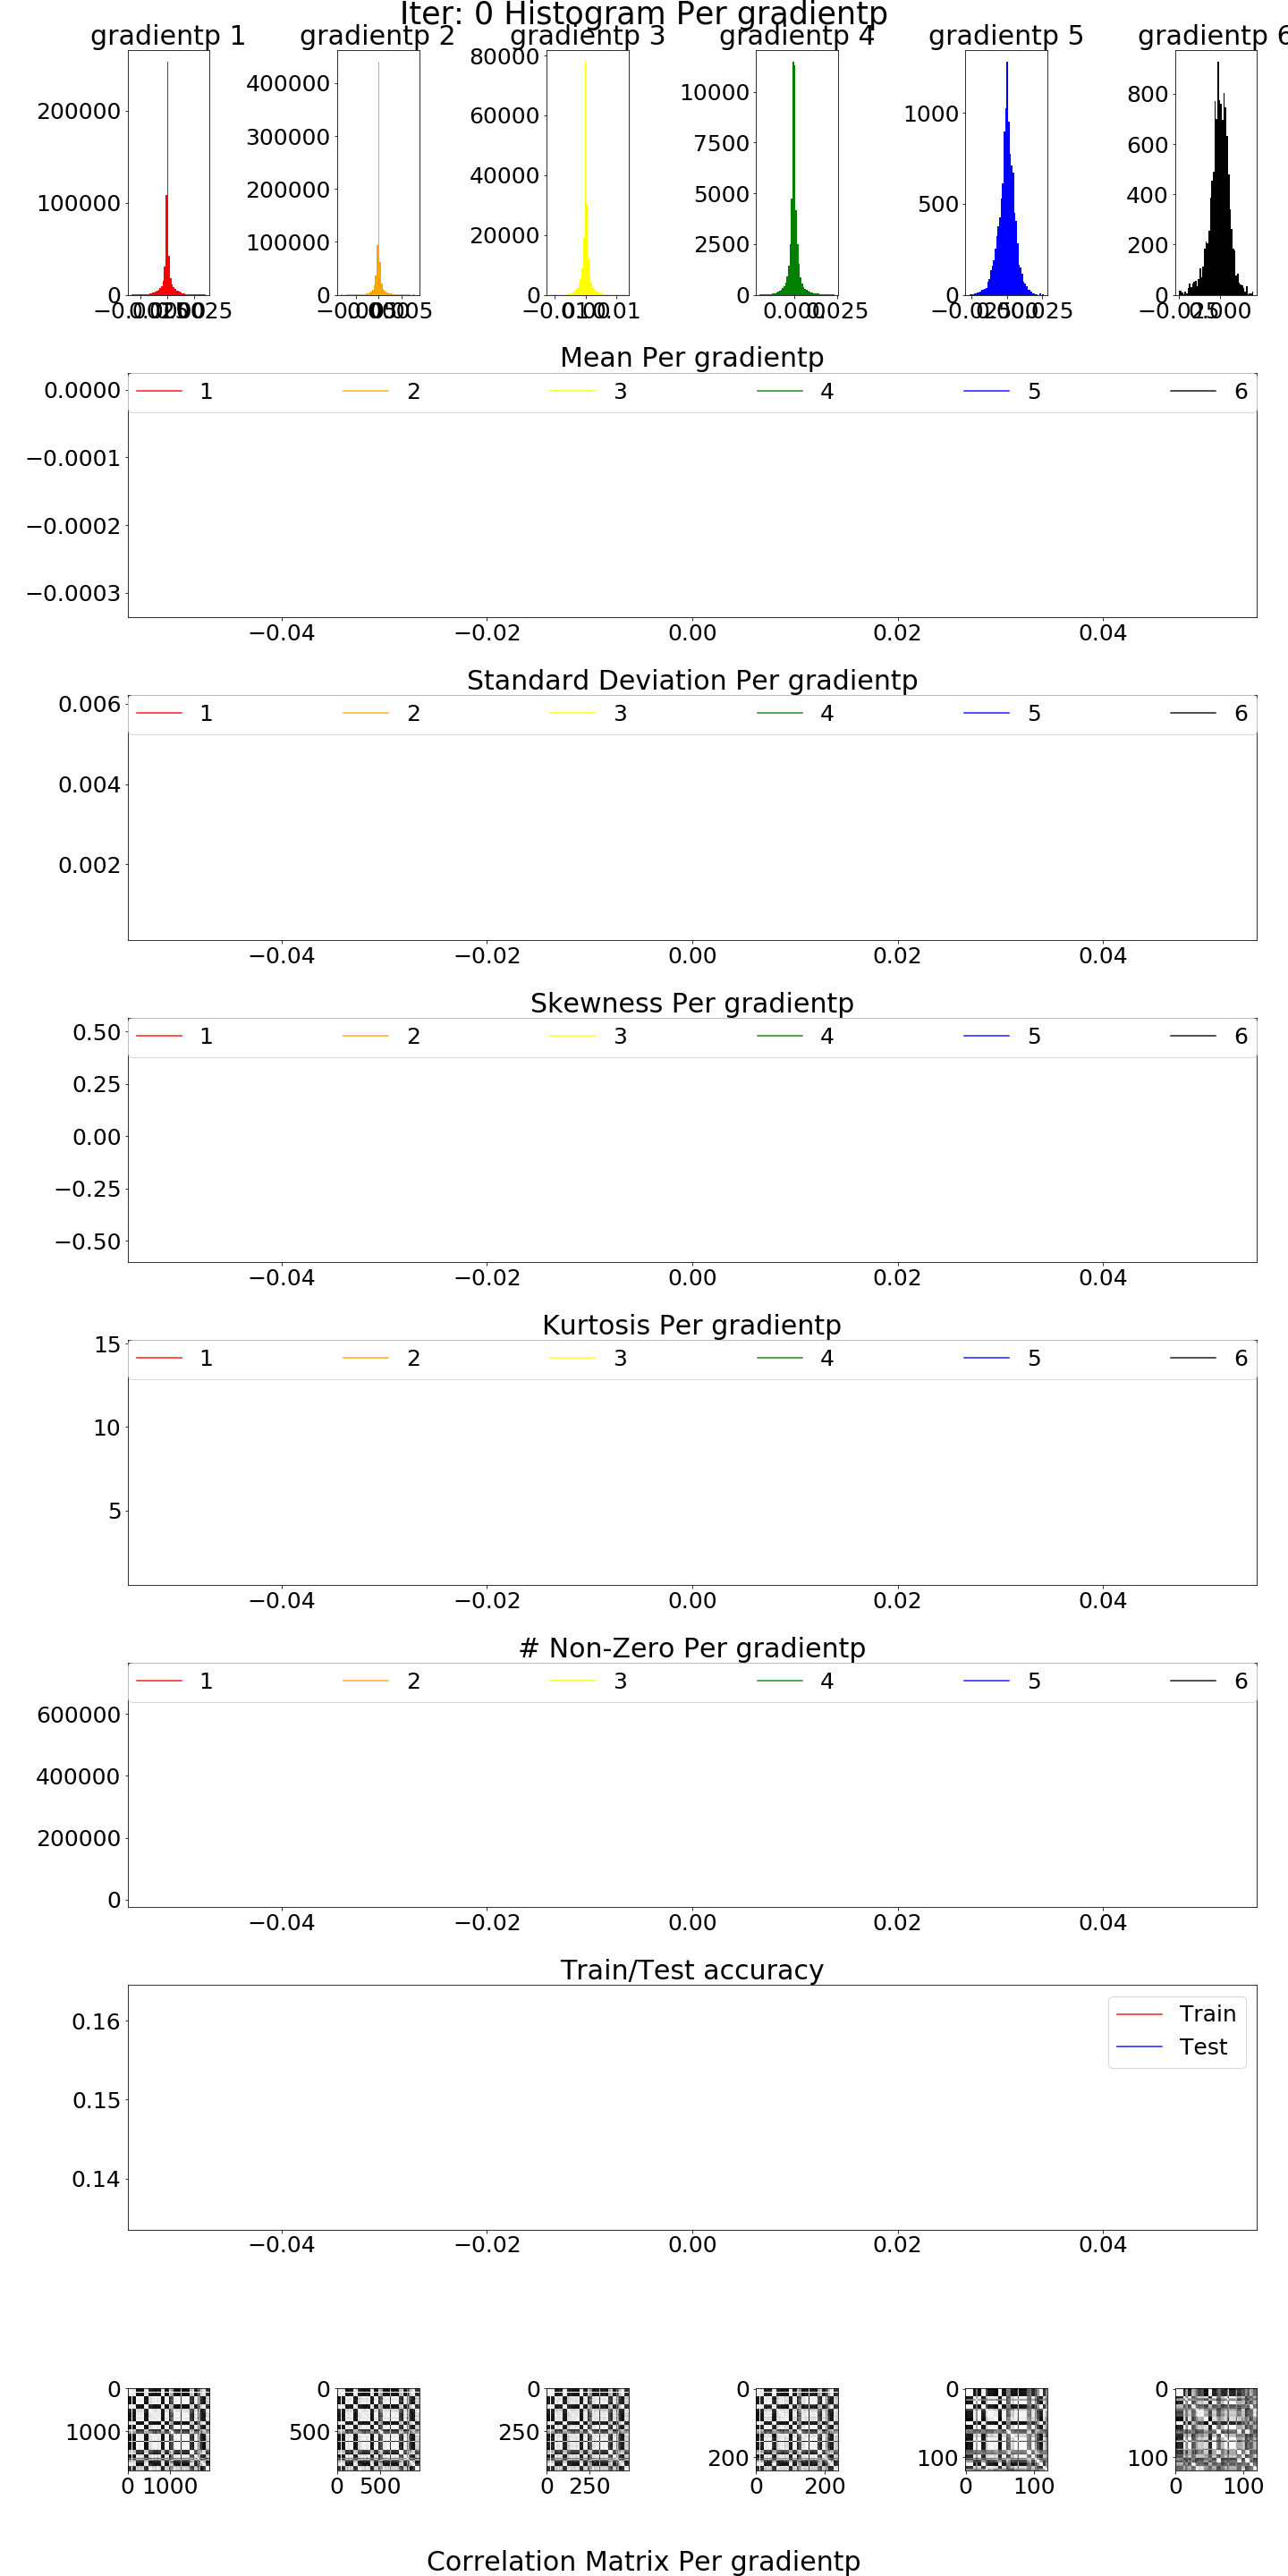 Iter: 0 Histogram Per gradientp
gradientp 1 gradientp 2 gradientp 3 gradientp 4 gradientp 5 gradientp 6
200000
100000
0
400000
300000
200000
100000
0
80000
60000
40000
20000
0
10000
7500
5000
2500
0
1000
500
0
800
600
400
200
0
Mean Per gradientp
1 2 3 4 5 6
0.0000
−0.0001
−0.0002
−0.0003
−0.04 −0.02 0.00 0.02 0.04
Standard Deviation Per gradientp
1 2 3 4 5 6
0.006
0.004
0.002
−0.04 −0.02 0.00 0.02 0.04
Skewness Per gradientp
1 2 3 4 5 6
0.50
0.25
0.00
−0.25
−0.50
−0.04 −0.02 0.00 0.02 0.04
Kurtosis Per gradientp
1 2 3 4 5 6
15
10
5
−0.04 −0.02 0.00 0.02 0.04
# Non-Zero Per gradientp
1 2 3 4 5 6
600000
400000
200000
0
−0.04 −0.02 0.00 0.02 0.04
Train/Test accuracy
Train
Test
0.16
0.15
0.14
−0.04 −0.02 0.00 0.02 0.04
0 0 0 0 0 0
1000 500 250 200 100 100
0 1000 0 500 0 250 0 200 0 100 0 100
Correlation Matrix Per gradientp